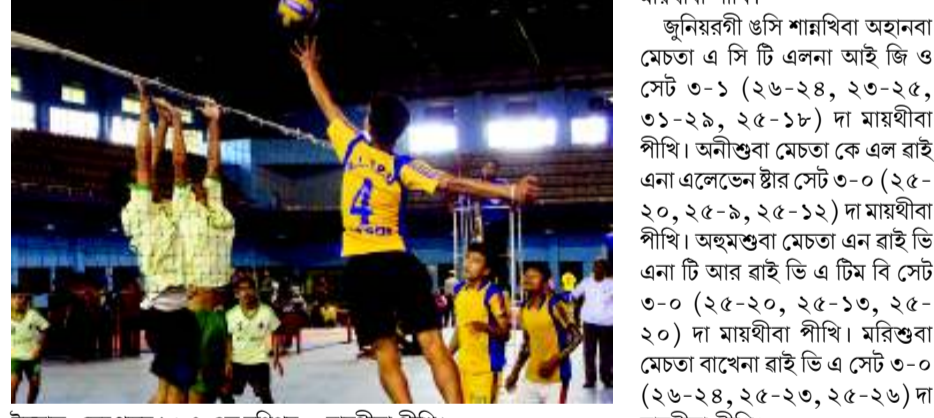 জুনিয়রগী ঙসি শান্নখিবা অহানবা
মেচতা এ সি টি এলনা আই জি ও
সেট ৩-১ (২৬-২৪, ২৩-২৫,
৩১-২৯, ২৫-১৮) দা মায়থীবা
পীখি। অনীশুবা মেচতা কে এল ৱাই
এনা এলেভেন ষ্টার সেট ৩-০ (২৫-
২০, ২৫-৯, ২৫-১২) দা মায়থীবা
পীখি। অহুমশুবা মেচতা এন ৱাই ভি
এনা টি আর ৱাই ভি এ টিম বি সেট
৩-০ (২৫-২০, ২৫-১৩, ২৫-
২০) দা মায়থীবা পীখি। মরিশুবা
মেচতা বাখেনা ৱাই ভি এ সেট ৩-০
(২৬-২৪, ২৫-২৩, ২৫-২৬) দা
4